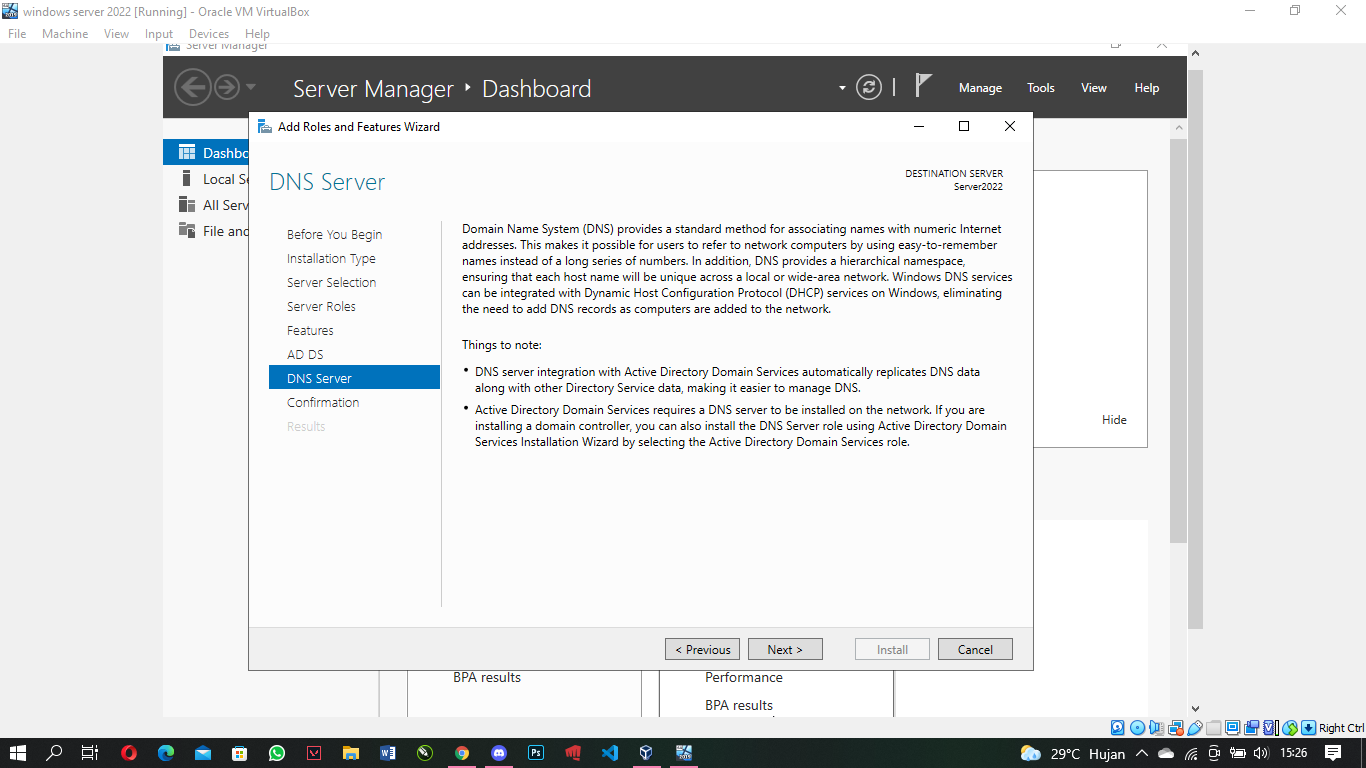 windows server 2022 [Running] - Oracle VM VirtualBox
File Machine View Input Devices Help
Server Manager
Server Manager Dashboard
Manage Tools View Help
Add Roles and Features Wizard
Dashbo
Local Se
All Serv
File and
DNS Server
DESTINATION SERVER
Server2022
Before You Begin
Installation Type
Server Selection
Server Roles
Features
AD DS
DNS Server
Confirmation
Results
Domain Name System (DNS) provides a standard method for associating names with numeric Internet
addresses. This makes it possible for users to refer to network computers by using easy-to-remember
names instead of a long series of numbers. In addition, DNS provides a hierarchical namespace,
ensuring that each host name will be unique across a local or wide-area network. Windows DNS services
can be integrated with Dynamic Host Configuration Protocol (DHCP) services on Windows, eliminating
the need to add DNS records as computers are added to the network.
Things to note:
• DNS server integration with Active Directory Domain Services automatically replicates DNS data
along with other Directory Service data, making it easier to manage DNS.
• Active Directory Domain Services requires a DNS server to be installed on the network. If you are
installing a domain controller, you can also install the DNS Server role using Active Directory Domain
Services Installation Wizard by selecting the Active Directory Domain Services role.
Hide
< Previous Next > Install Cancel
BPA results
Performance
BPA results
Right Ctrl
29°C Hujan 15:26